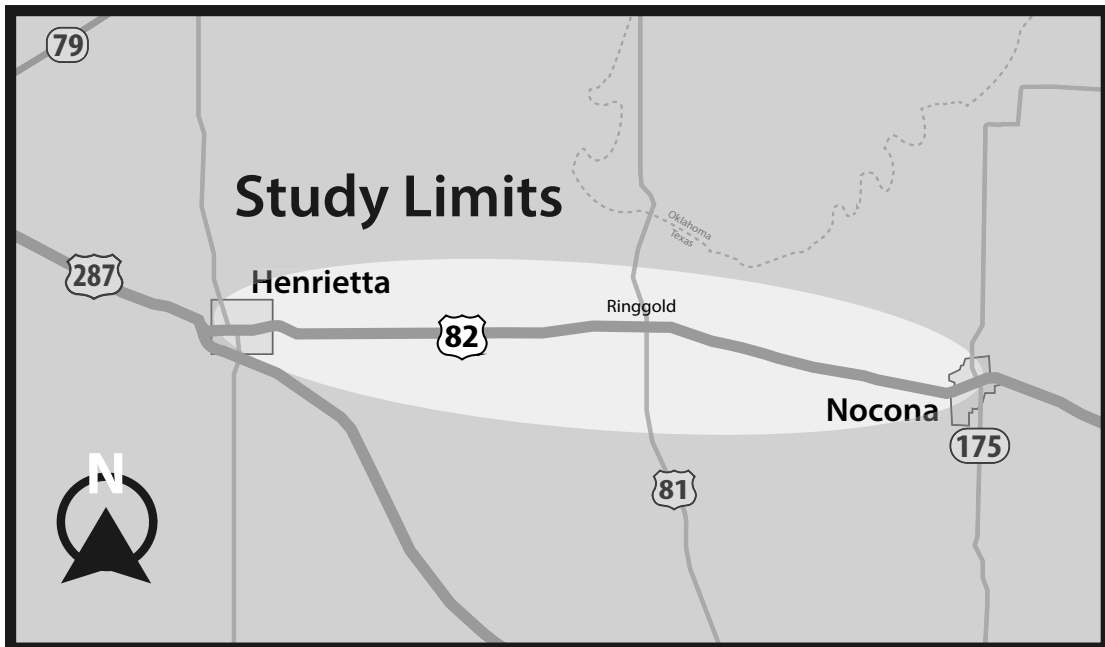 79
Study Limits
Oklahoma
Texas
287
Henrietta
Ringgold
82
Nocona
175
N
81